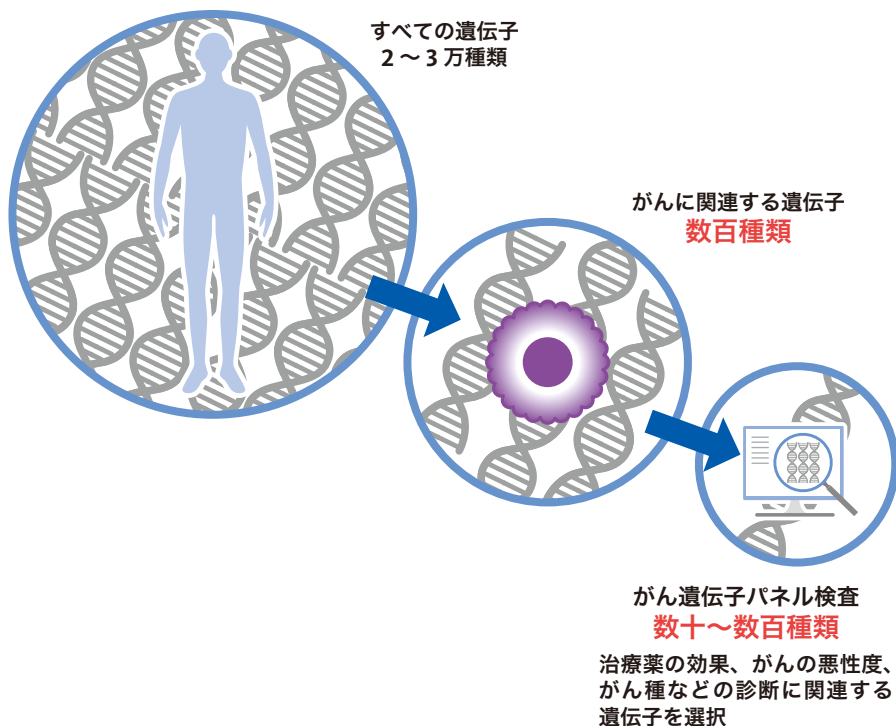 すべての遺伝子
2 〜 3 万種類
がんに関連する遺伝子
数百種類
がん遺伝子パネル検査
数十〜数百種類
治療薬の効果、がんの悪性度、
がん種などの診断に関連する
遺伝子を選択